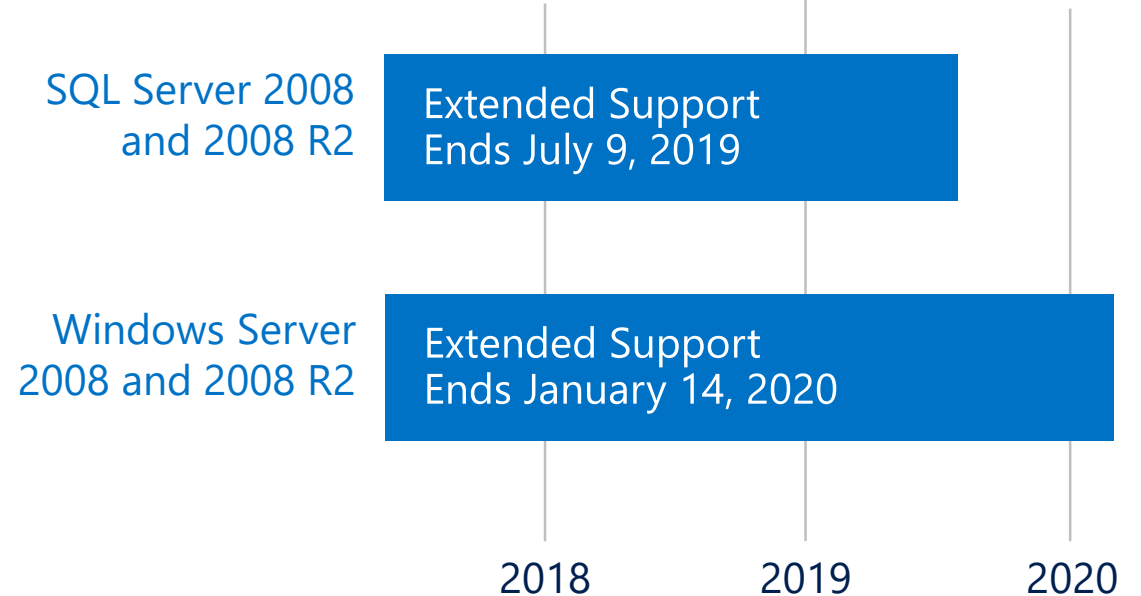 SQL Server 2008
and 2008 R2
Extended Support
Ends July 9, 2019
Windows Server
2008 and 2008 R2
Extended Support
Ends January 14, 2020
2018
2019
2020